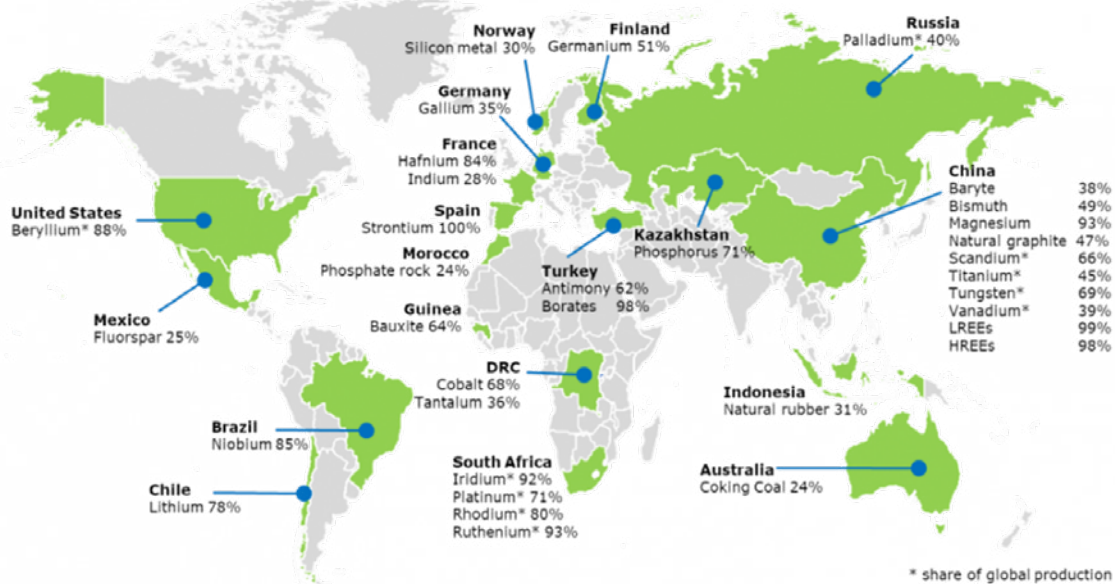 Norway
Silicon metal 30%
Finland
Germanium 51%
Russia
Palladium* 40%
Germany
Gallium 35%
France
Hafnium 84%
Indium 28%
Spain
Strontium 100%
Morocco
Phosphate rock 24%
United States
Beryllium* 88%
Mexico
Fluorspar 25%
Guinea
Bauxite 64%
Turkey
Antimony 62%
Borates 98%
Kazakhstan
Phosphorus 71%
China
Baryte 38%
Bismuth 49%
Magnesium 93%
Natural graphite 47%
Scandium* 66%
Titanium* 45%
Tungsten* 69%
Vanadium* 39%
LREEs 99%
HREEs 98%
DRC
Cobalt 68%
Tantalum 36%
Indonesia
Natural rubber 31%
Brazil
Niobium 85%
Chile
Lithium 78%
South Africa
Iridium* 92%
Platinum* 71%
Rhodium* 80%
Ruthenium* 93%
Australia
Coking Coal 24%
* share of global production